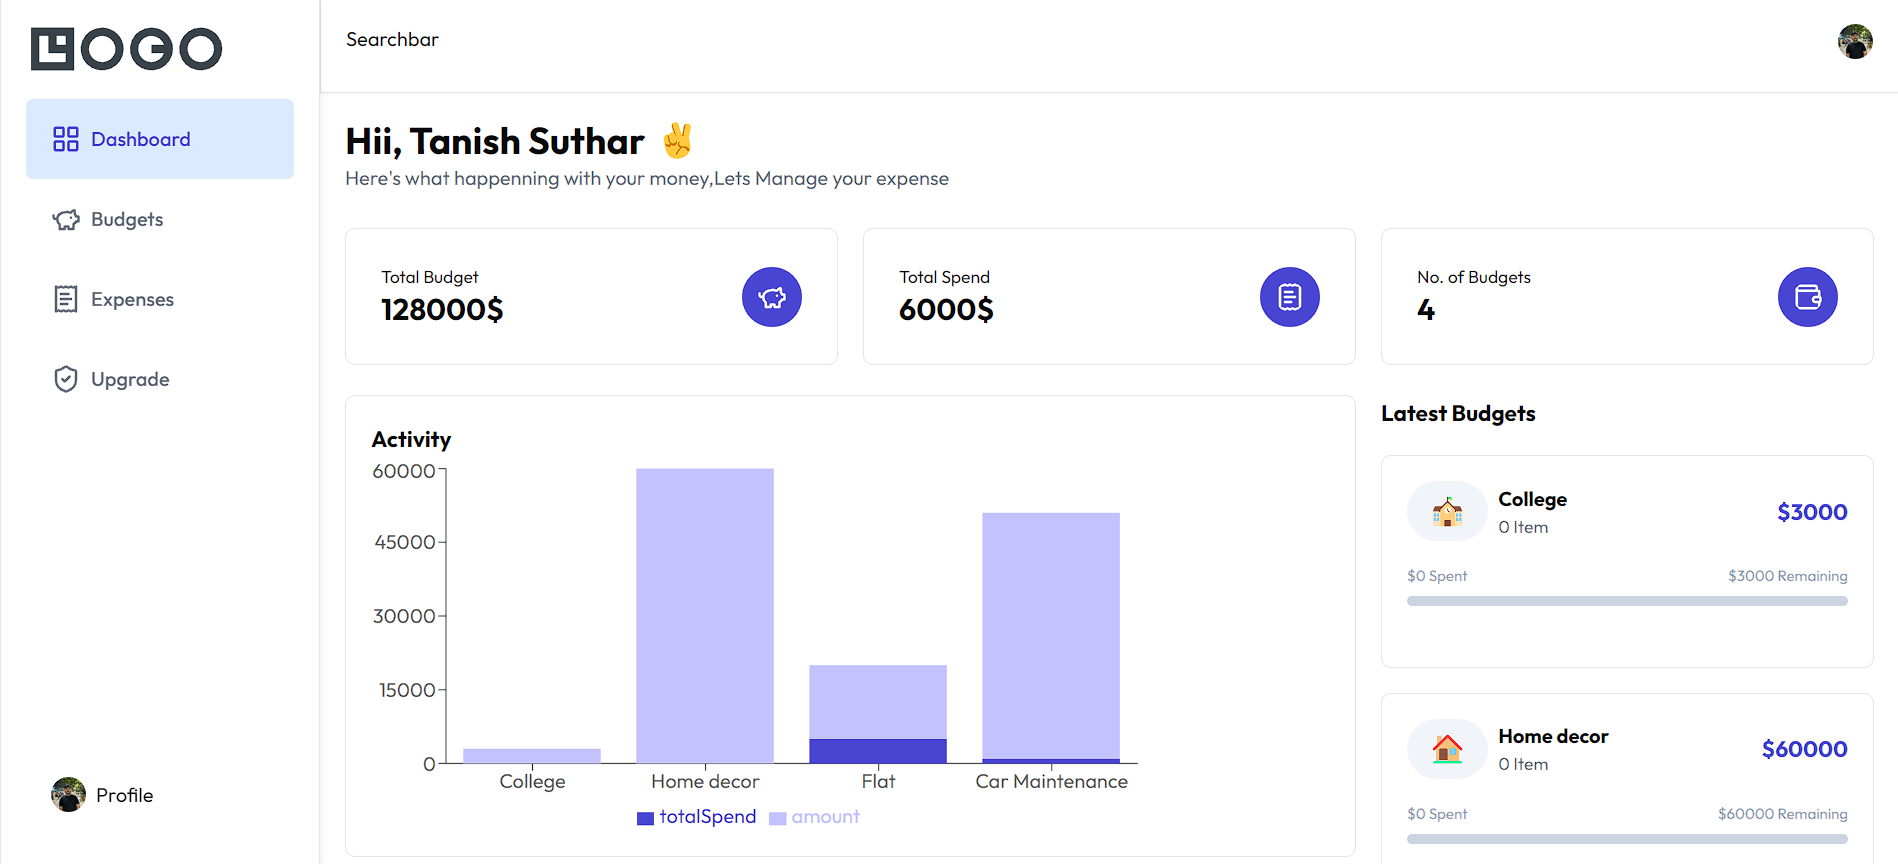 LOGO
Searchbar
Dashboard
Budgets
Expenses
Upgrade
Profile
Hii, Tanish Suthar ✌️
Here's what happenning with your money,Lets Manage your expense
Total Budget
128000$
Total Spend
6000$
No. of Budgets
4
Activity
60000
45000
30000
15000
0
College
Home decor
Flat
Car Maintenance
totalSpend
amount
Latest Budgets
College
0 Item
$3000
$0 Spent
$3000 Remaining
Home decor
0 Item
$60000
$0 Spent
$60000 Remaining